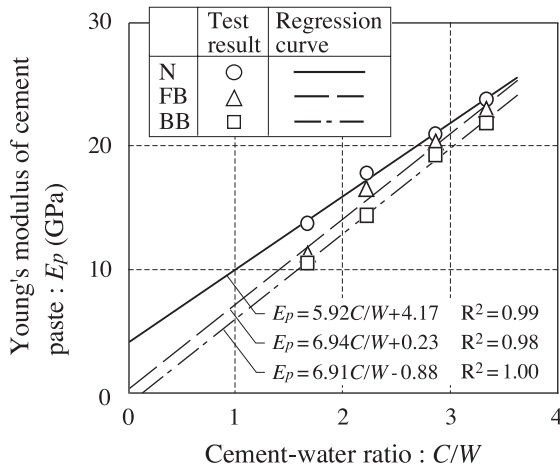 30
20
10
0
Young's modulus of cement
paste : Ep (GPa)
Test result
Regression curve
N
FB
BB
Ep = 5.92C/W+4.17 R²=0.99
Ep = 6.94C/W+0.23 R²=0.98
Ep = 6.91C/W-0.88 R²=1.00
0 1 2 3 4
Cement-water ratio : C/W